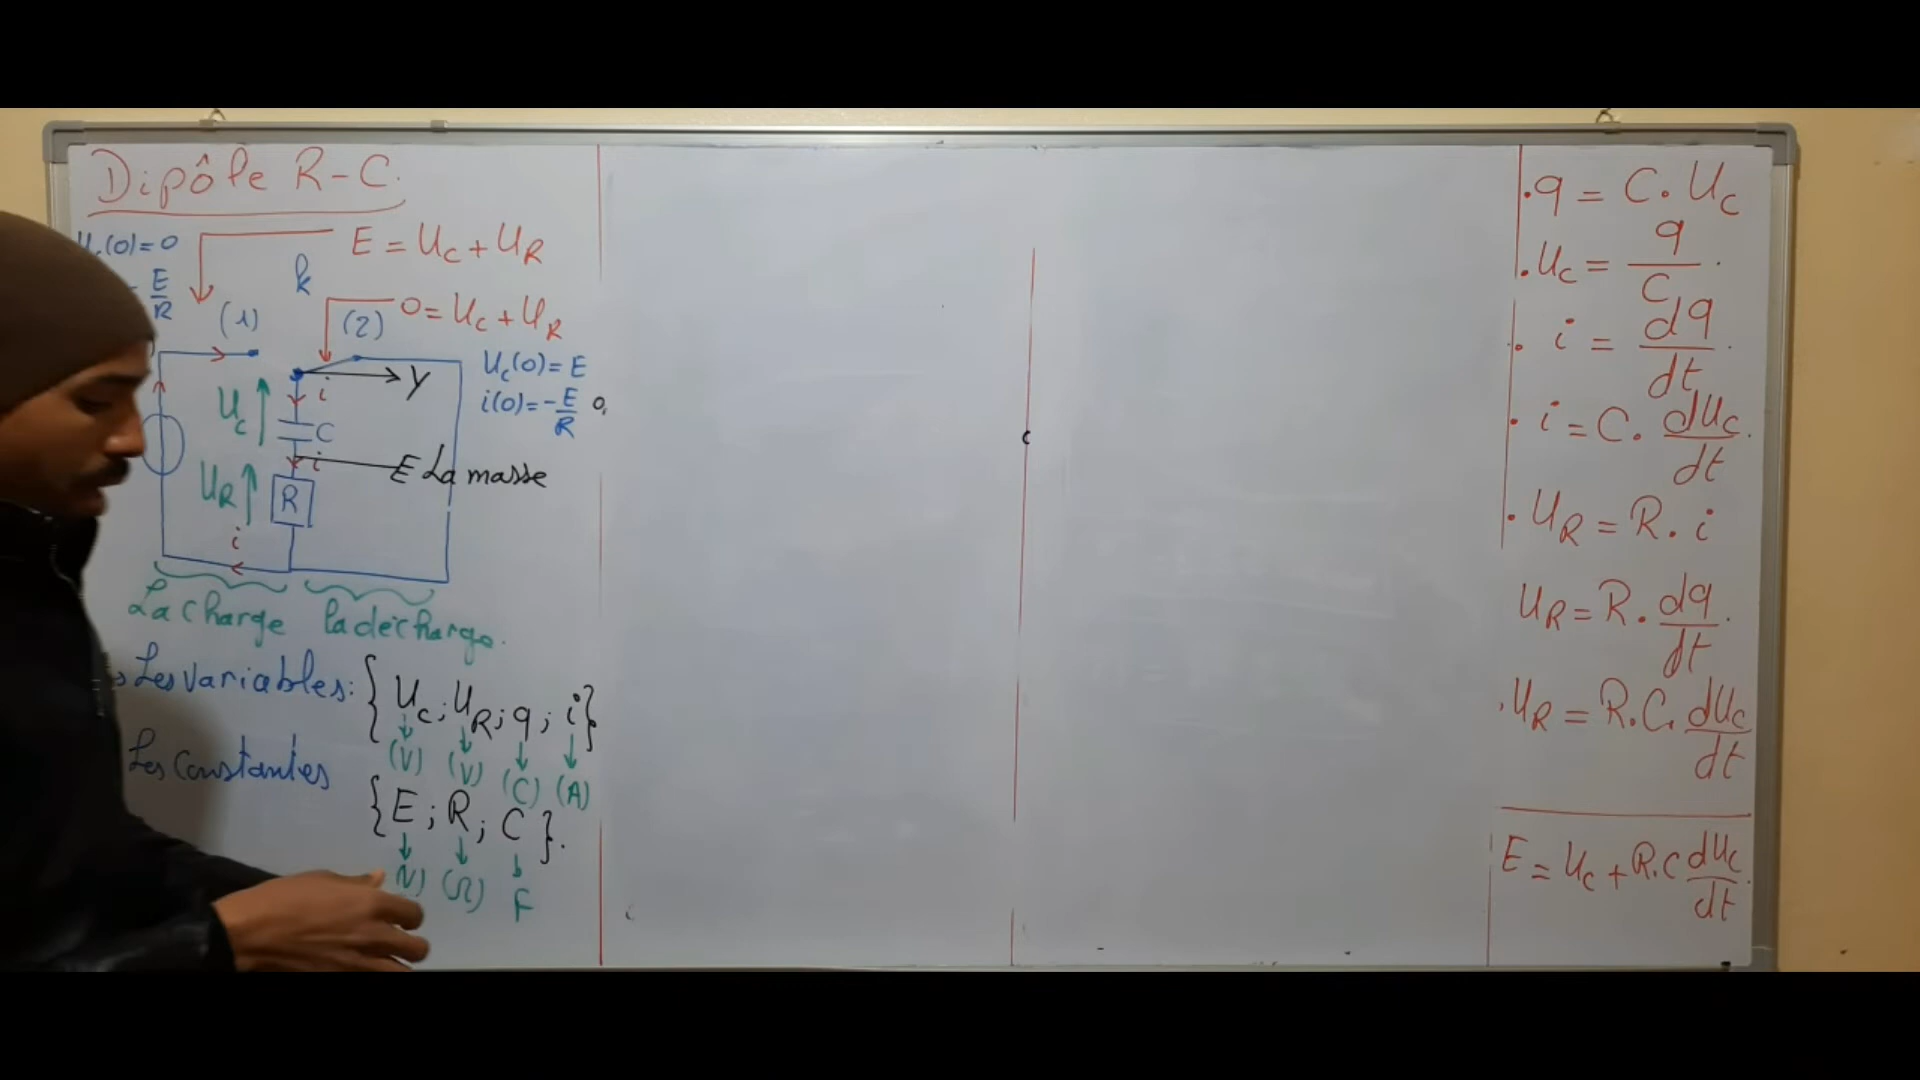 Dipôle R-C.
(0)=0
E = Uc + UR
E/R
k
(1)
(2)
0 = Uc + UR
Uc(0) = E
i(0) = -E/R
Y
i
Uc
C
i
La masse
UR
R
i
La charge
la décharge.
Les variables: {Uc; UR; q; i}
(V) (V) (C) (A)
Les constantes
{E; R; C}.
(V) (Ω) F
• q = C. Uc
• Uc = q/C.
• i = dq/dt.
• i = C. dUc/dt.
• UR = R. i
UR = R. dq/dt.
• UR = R.C. dUc/dt
E = Uc + R.C dUc/dt.